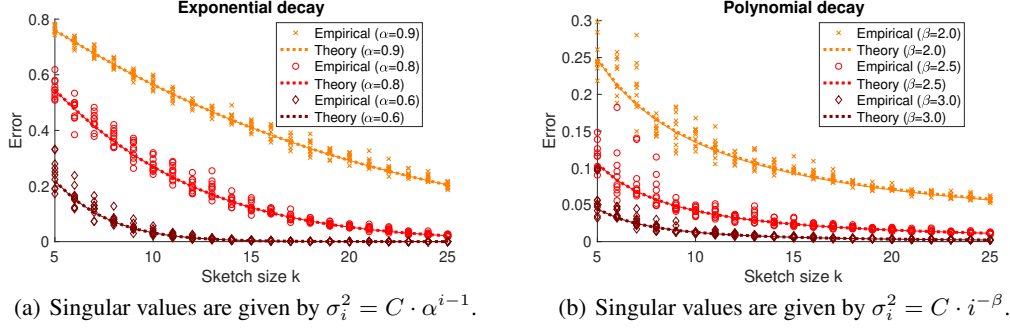 Exponential decay
Error
0.8
0.6
0.4
0.2
0
Empirical (α=0.9)
Theory (α=0.9)
Empirical (α=0.8)
Theory (α=0.8)
Empirical (α=0.6)
Theory (α=0.6)
5 10 15 20 25
Sketch size k
(a) Singular values are given by σᵢ² = C · αⁱ⁻¹.
Polynomial decay
Error
0.3
0.25
0.2
0.15
0.1
0.05
0
Empirical (β=2.0)
Theory (β=2.0)
Empirical (β=2.5)
Theory (β=2.5)
Empirical (β=3.0)
Theory (β=3.0)
5 10 15 20 25
Sketch size k
(b) Singular values are given by σᵢ² = C · i⁻ᵝ.